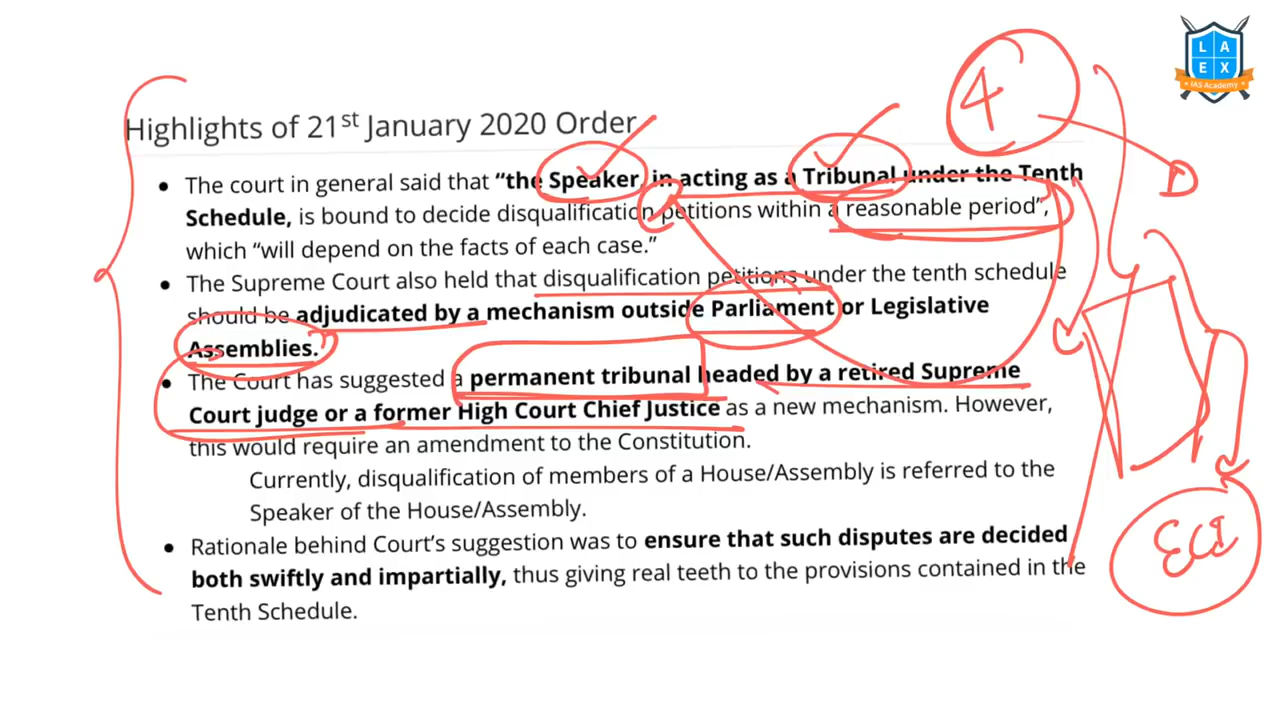 L A
E X
IAS Academy
4
D
Highlights of 21st January 2020 Order
• The court in general said that “the Speaker, in acting as a Tribunal under the Tenth
Schedule, is bound to decide disqualification petitions within a reasonable period”,
which “will depend on the facts of each case.”
• The Supreme Court also held that disqualification petitions under the tenth schedule
should be adjudicated by a mechanism outside Parliament or Legislative
Assemblies.
• The Court has suggested a permanent tribunal headed by a retired Supreme
Court judge or a former High Court Chief Justice as a new mechanism. However,
this would require an amendment to the Constitution.
Currently, disqualification of members of a House/Assembly is referred to the
Speaker of the House/Assembly.
• Rationale behind Court’s suggestion was to ensure that such disputes are decided
both swiftly and impartially, thus giving real teeth to the provisions contained in the
Tenth Schedule.
ECI